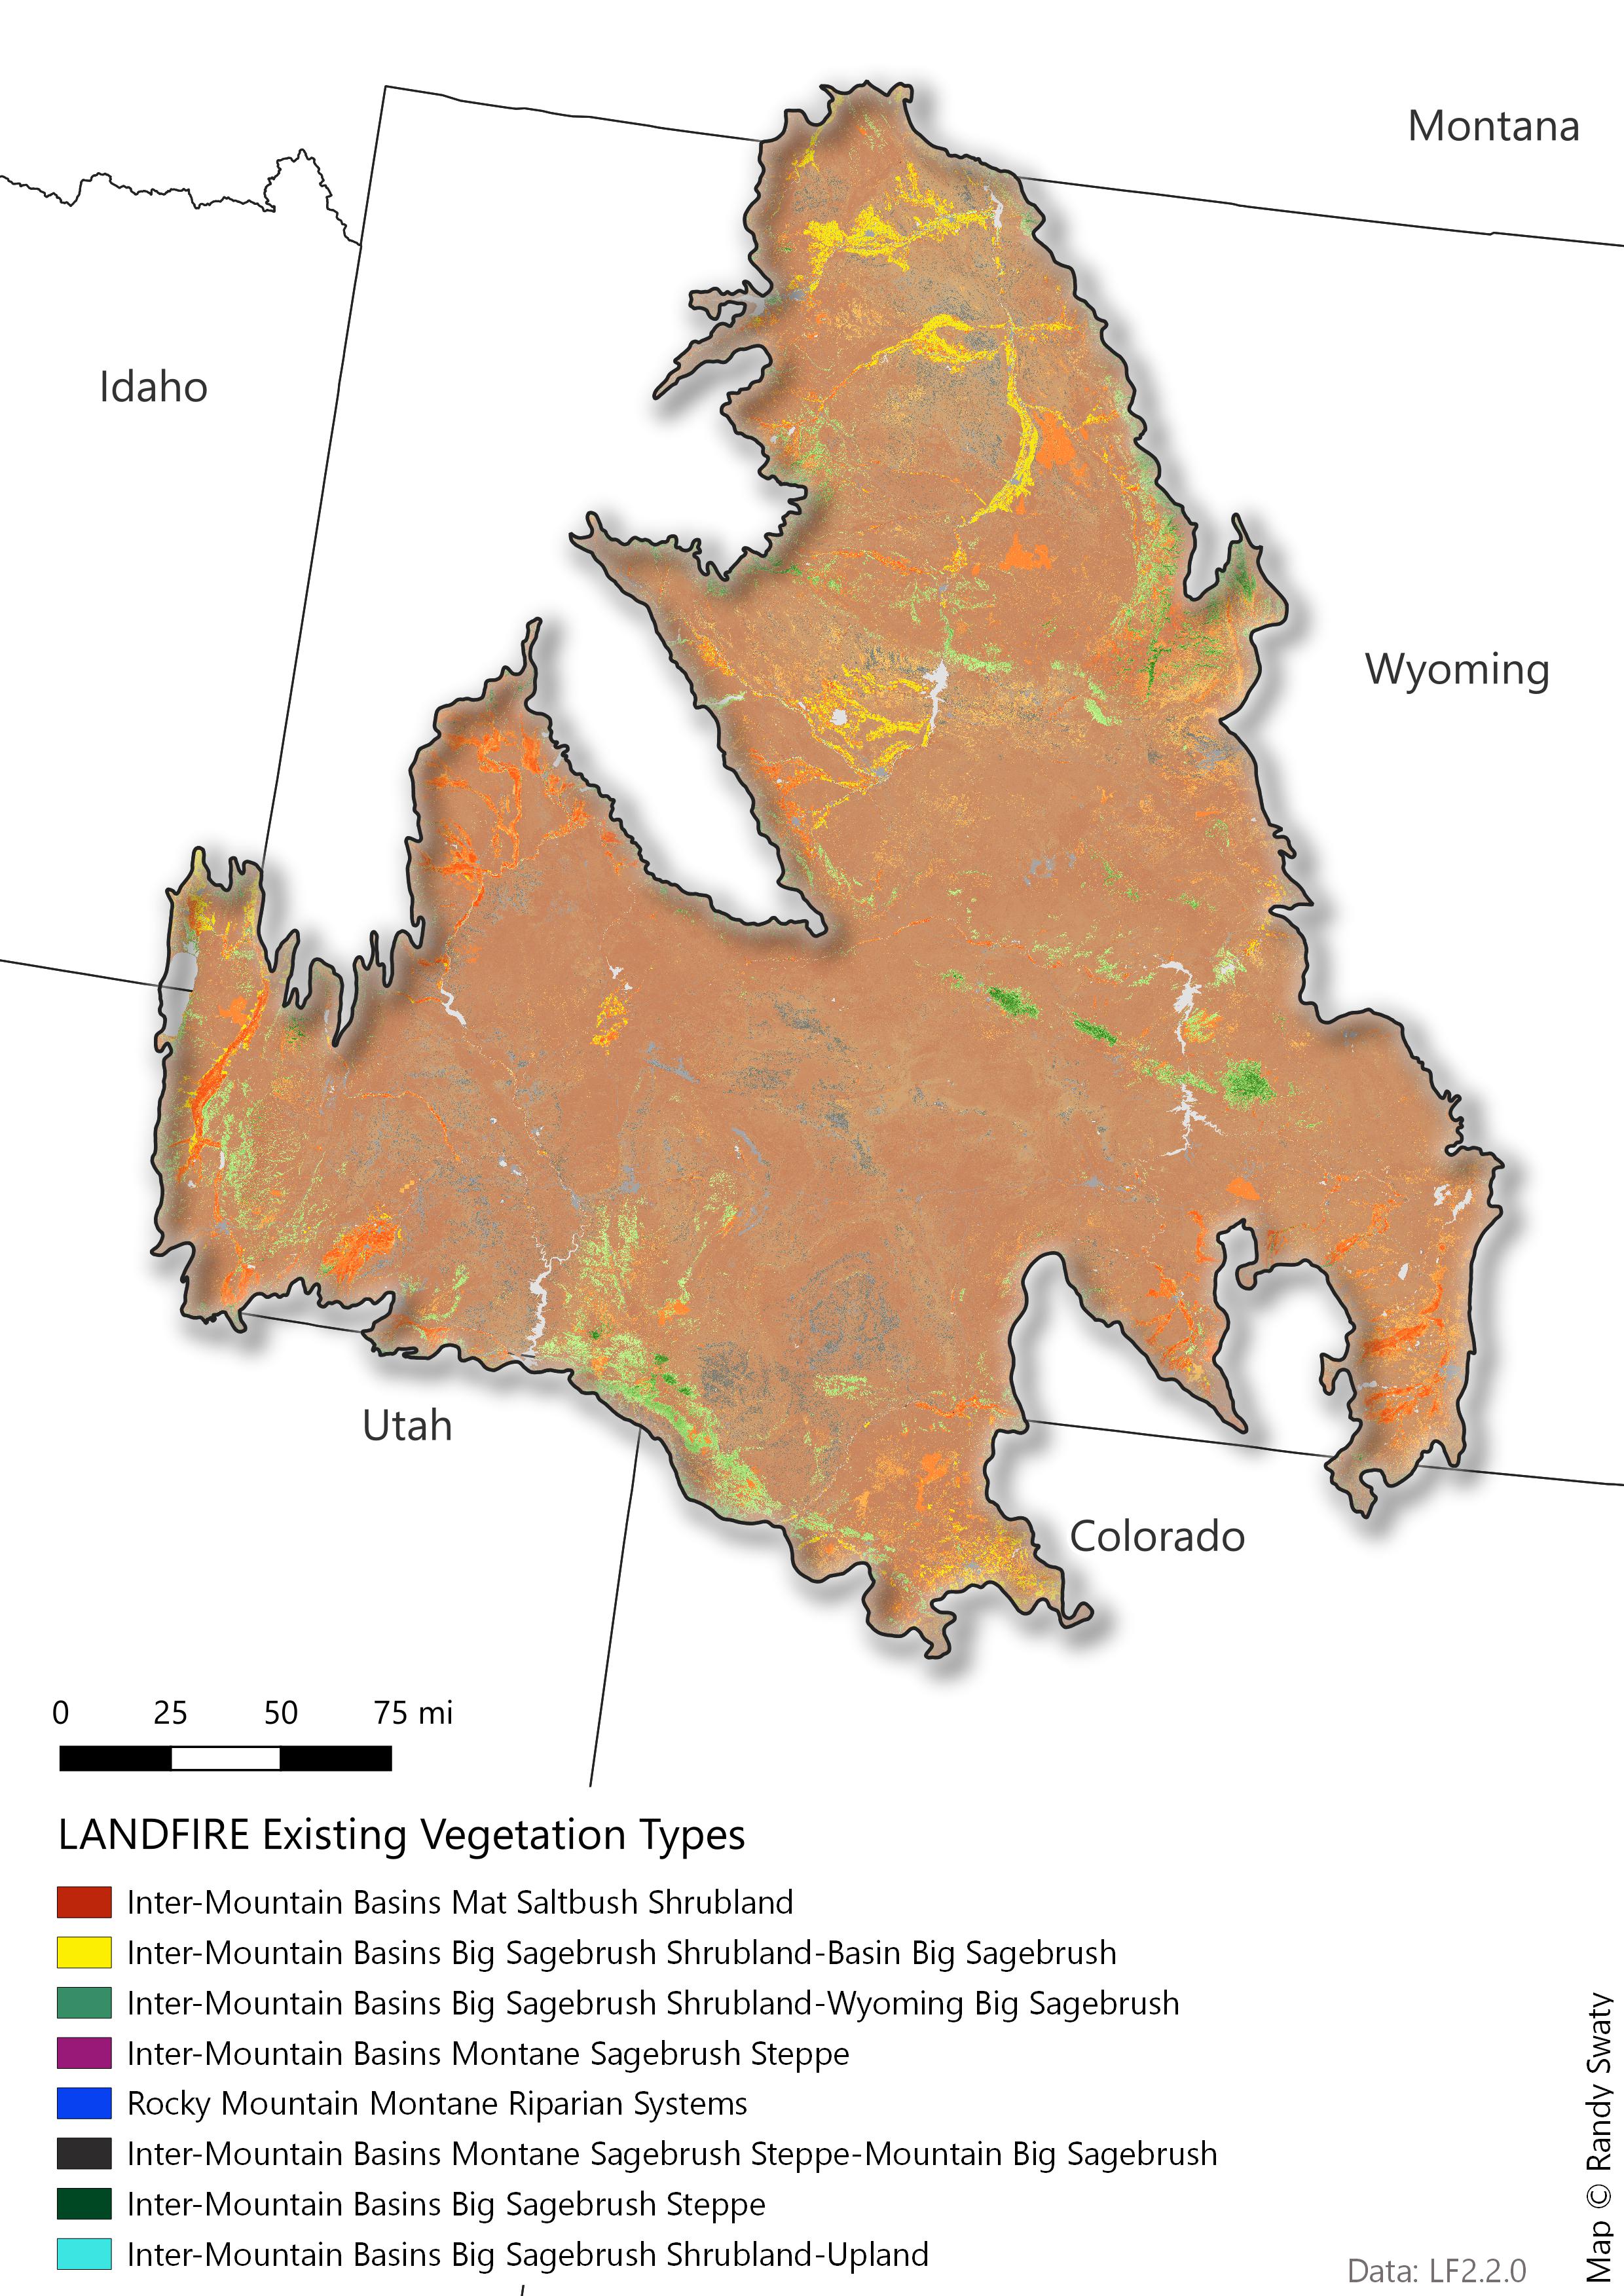 Montana
Idaho
Wyoming
Utah
Colorado
0 25 50 75 mi
LANDFIRE Existing Vegetation Types
Inter-Mountain Basins Mat Saltbush Shrubland
Inter-Mountain Basins Big Sagebrush Shrubland-Basin Big Sagebrush
Inter-Mountain Basins Big Sagebrush Shrubland-Wyoming Big Sagebrush
Inter-Mountain Basins Montane Sagebrush Steppe
Rocky Mountain Montane Riparian Systems
Inter-Mountain Basins Montane Sagebrush Steppe-Mountain Big Sagebrush
Inter-Mountain Basins Big Sagebrush Steppe
Inter-Mountain Basins Big Sagebrush Shrubland-Upland
Data: LF2.2.0
Map © Randy Swaty